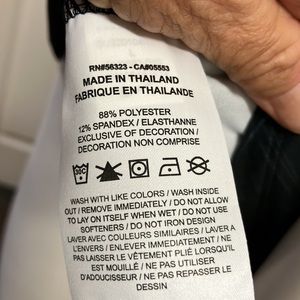 RN#56323 - CA#05553
MADE IN THAILAND
FABRIQUE EN THAILANDE
88% POLYESTER
12% SPANDEX / ELASTHANNE
EXCLUSIVE OF DECORATION /
DECORATION NON COMPRISE
30C
WASH WITH LIKE COLORS / WASH INSIDE
OUT / REMOVE IMMEDIATELY / DO NOT ALLOW
TO LAY ON ITSELF WHEN WET / DO NOT USE
SOFTENERS / DO NOT IRON DESIGN
LAVER AVEC COULEURS SIMILAIRES / LAVER À
L'ENVERS / ENLEVER IMMÉDIATEMENT / NE
PAS LAISSER LE VÊTEMENT PLIÉ LORSQU'IL
EST MOUILLÉ / NE PAS UTILISER
D'ADOUCISSEUR / NE PAS REPASSER LE
DESSIN